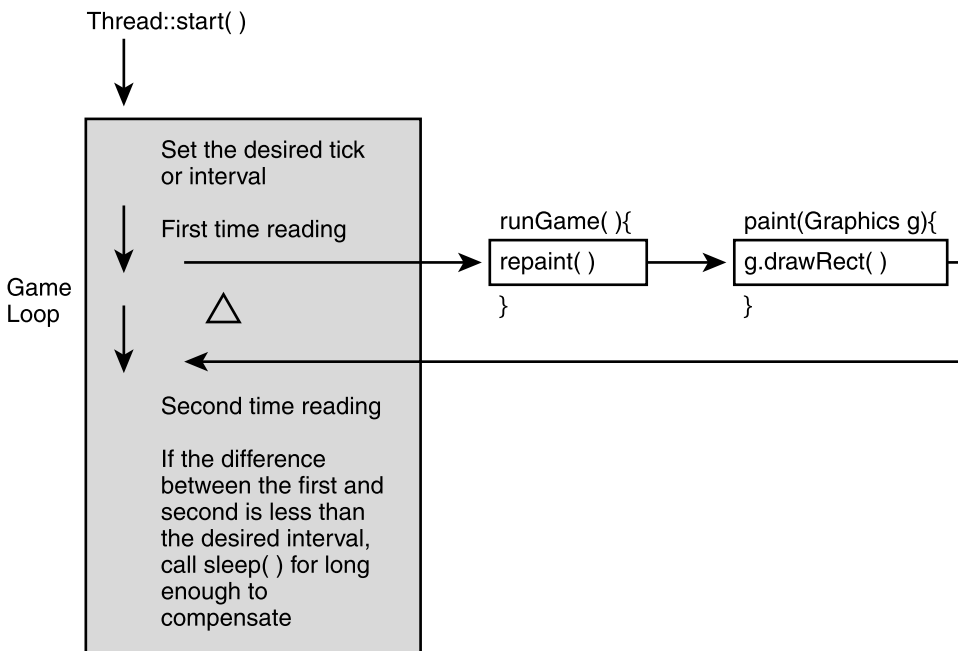 Thread::start( )
Set the desired tick
or interval
First time reading
Game
Loop
runGame( ){
repaint( )
}
paint(Graphics g){
g.drawRect( )
}
Second time reading
If the difference
between the first and
second is less than
the desired interval,
call sleep( ) for long
enough to
compensate